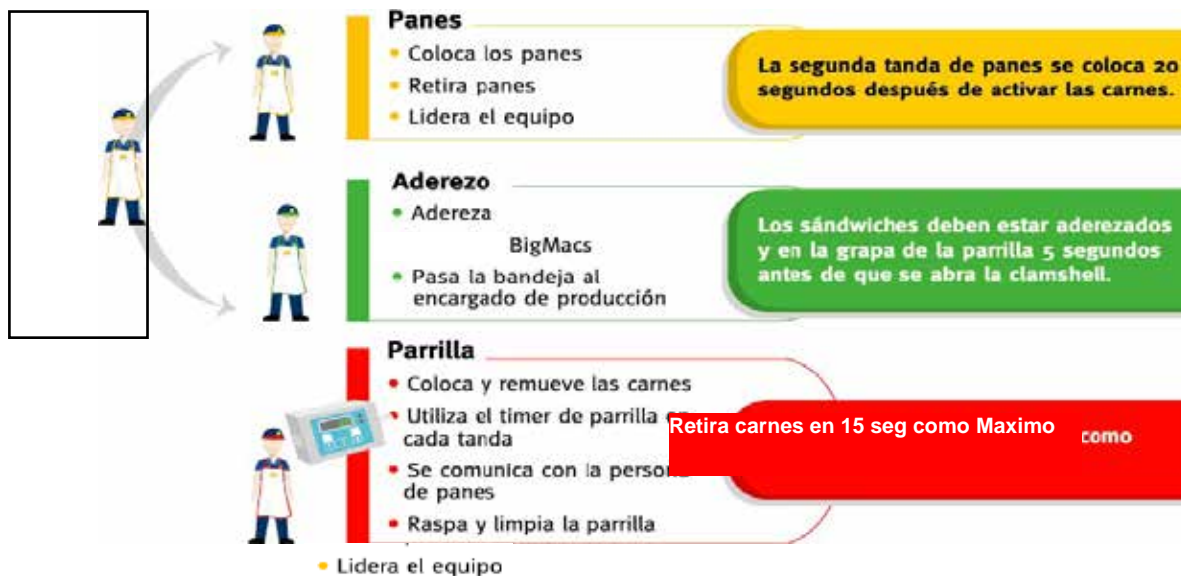 Panes
• Coloca los panes
• Retira panes
• Lidera el equipo
La segunda tanda de panes se coloca 20
segundos después de activar las carnes.
Aderezo
• Adereza
BigMacs
• Pasa la bandeja al
encargado de producción
Los sándwiches deben estar aderezados
y en la grapa de la parrilla 5 segundos
antes de que se abra la clamshell.
Parrilla
• Coloca y remueve las carnes
• Utiliza el timer de parrilla
cada tanda
• Se comunica con la
de panes
• Raspa y limpia la parrilla
Retira carnes en 15 seg como Maximo
como
• Lidera el equipo